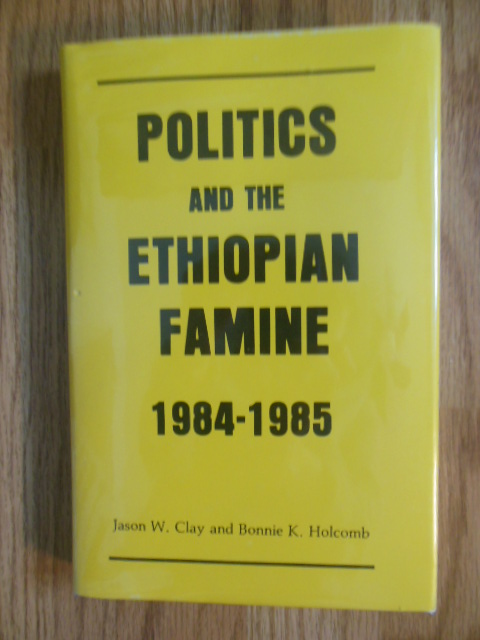 POLITICS
AND THE
ETHIOPIAN
FAMINE
1984-1985
Jason W. Clay and Bonnie K. Holcomb